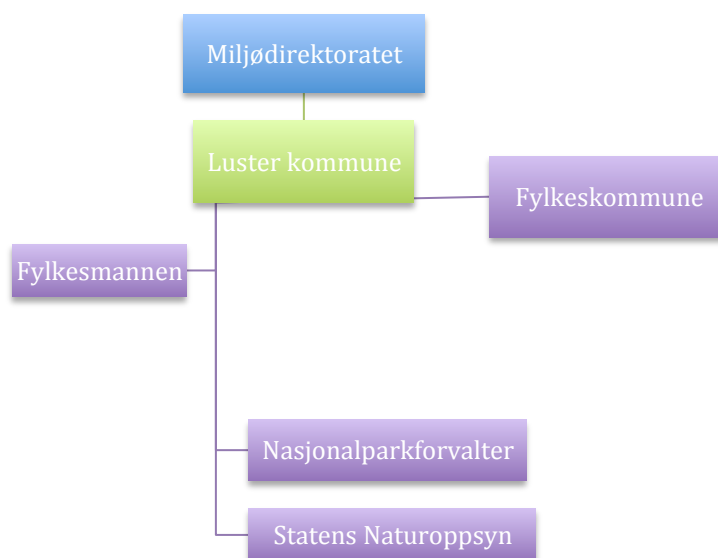 Miljødirektoratet
Luster kommune
Fylkeskommune
Fylkesmannen
Nasjonalparkforvalter
Statens Naturoppsyn